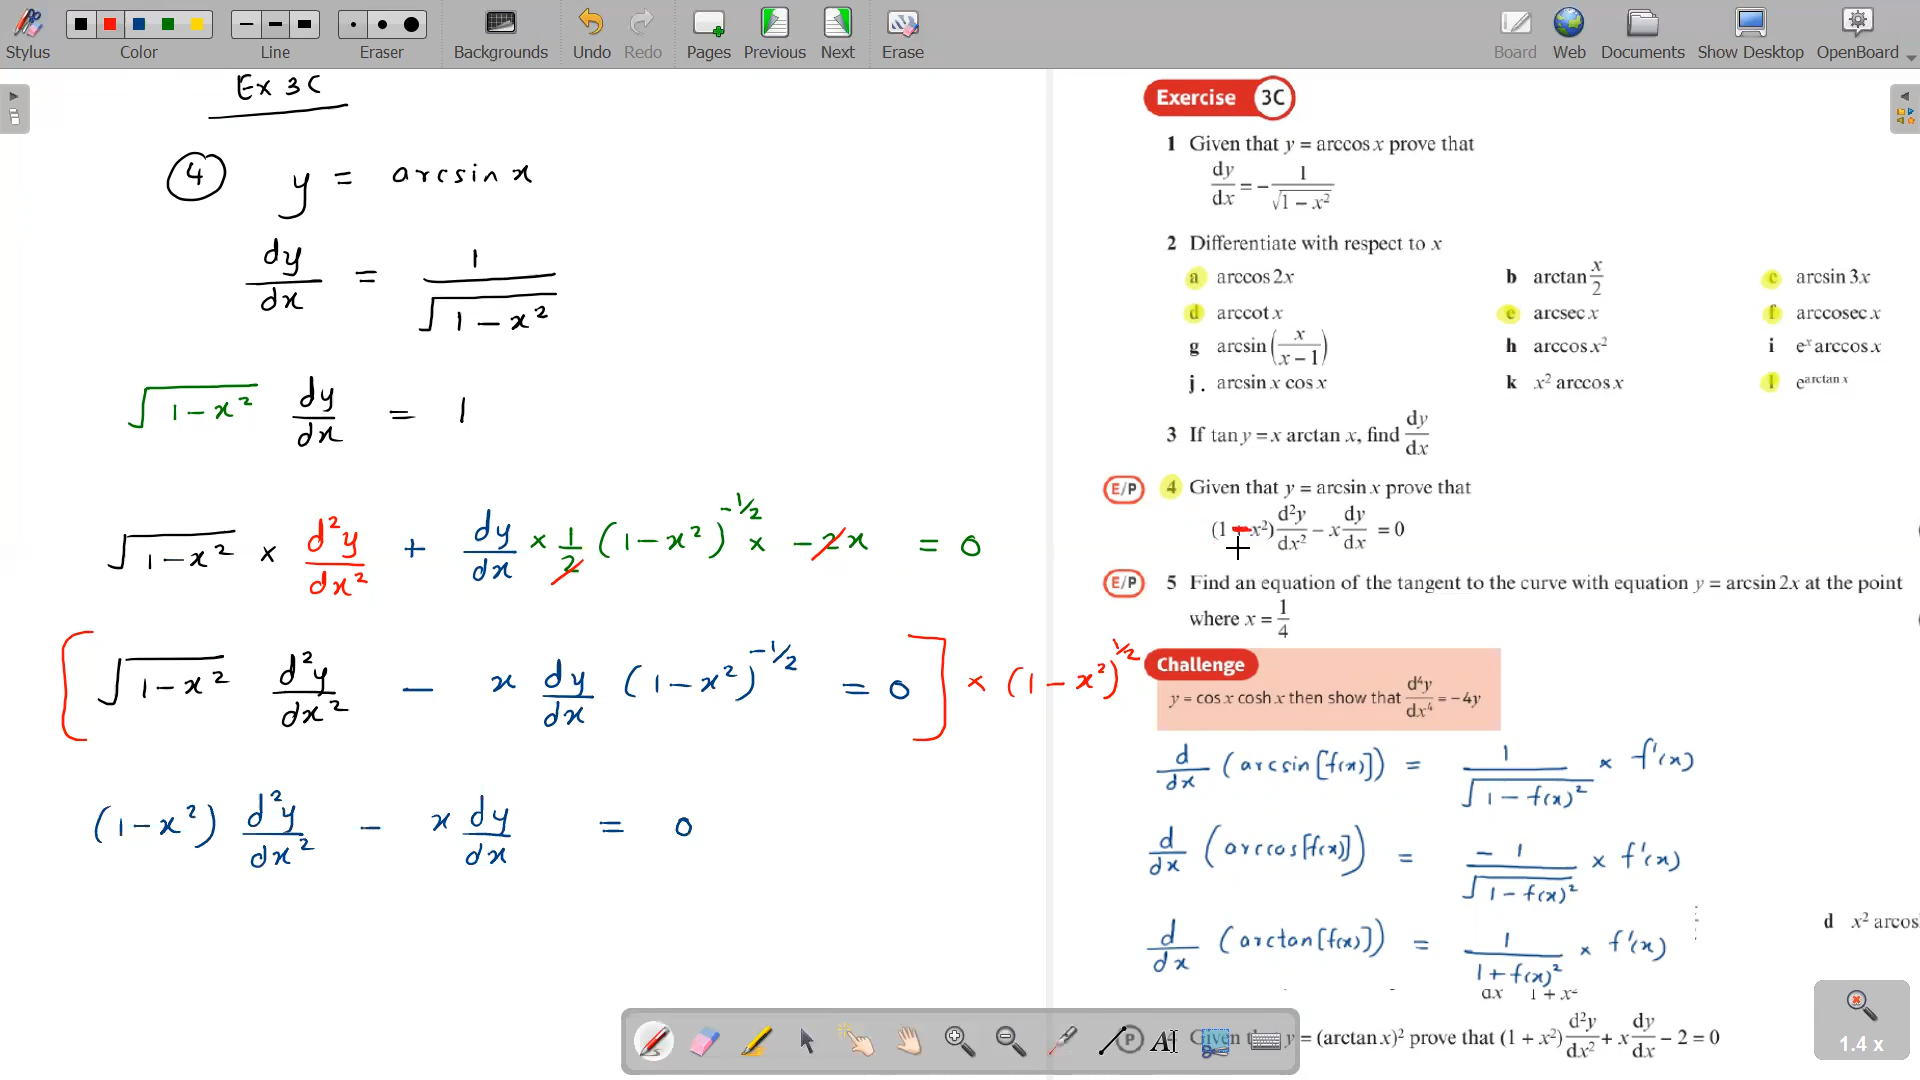 Stylus Color Line Eraser Backgrounds Undo Redo Pages Previous Next Erase Board Web Documents Show Desktop OpenBoard
Ex 3C
④ y = arcsin x
dy/dx = 1/√(1 − x²)
√(1 − x²) dy/dx = 1
√(1 − x²) × d²y/dx² + dy/dx × 1/2 (1 − x²)^(−1/2) × −2x = 0
[√(1 − x²) d²y/dx² − x dy/dx (1 − x²)^(−1/2) = 0] × (1 − x²)^(1/2)
(1 − x²) d²y/dx² − x dy/dx = 0
Exercise 3C
1 Given that y = arccos x prove that
dy/dx = − 1/√(1 − x²)
2 Differentiate with respect to x
a arccos 2x b arctan x/2 c arcsin 3x
d arccot x e arcsec x f arccosec x
g arcsin (x/(x − 1)) h arccos x² i eˣ arccos x
j . arcsin x cos x k x² arccos x l e^(arctan x)
3 If tan y = x arctan x, find dy/dx
E/P 4 Given that y = arcsin x prove that
(1 − x²) d²y/dx² − x dy/dx = 0
E/P 5 Find an equation of the tangent to the curve with equation y = arcsin 2x at the point
where x = 1/4
Challenge
y = cos x cosh x then show that d⁴y/dx⁴ = −4y
d/dx (arcsin[f(x)]) = 1/√(1 − f(x)²) × f'(x)
d/dx (arccos[f(x)]) = −1/√(1 − f(x)²) × f'(x)
d/dx (arctan[f(x)]) = 1/(1 + f(x)²) × f'(x)
d x² arcos
dx 1 + x²
Given y = (arctan x)² prove that (1 + x²) d²y/dx² + x dy/dx − 2 = 0
1.4 x